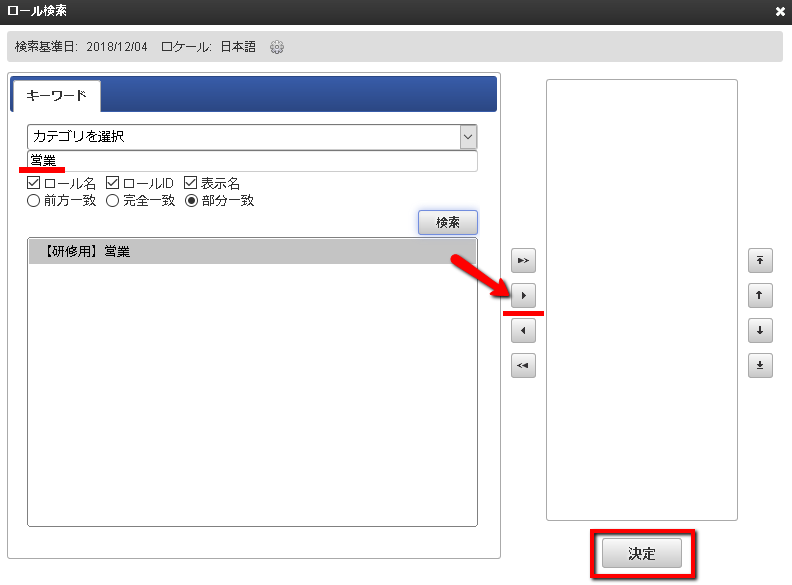 ロール検索
検索基準日: 2018/12/04 ロケール: 日本語
キーワード
カテゴリを選択
営業
ロール名 ロールID 表示名
前方一致 完全一致 部分一致
検索
【研修用】営業
決定